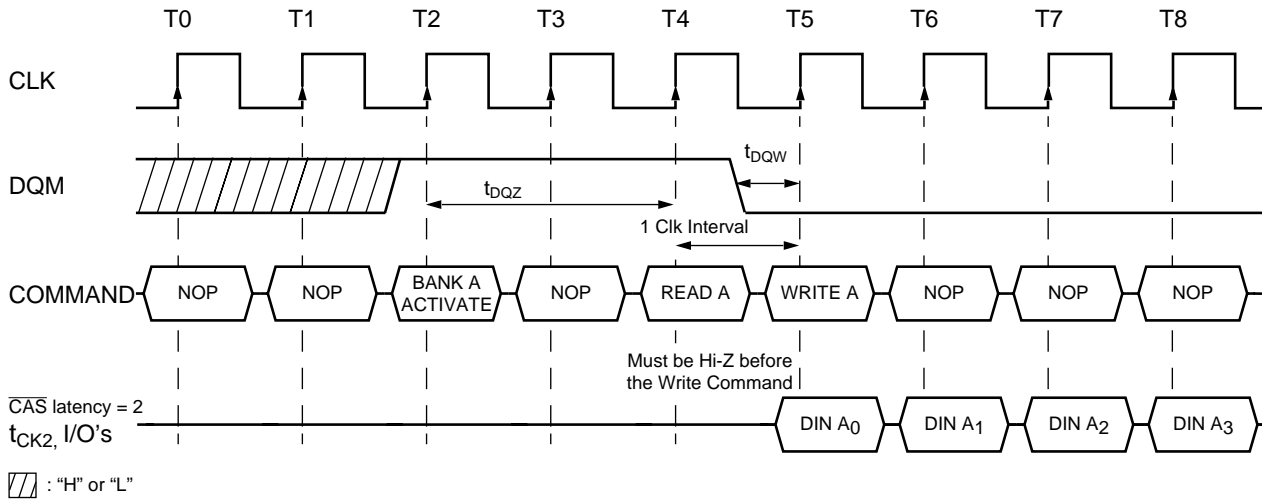 T0 T1 T2 T3 T4 T5 T6 T7 T8
CLK
tDQW
DQM
tDQZ
1 Clk Interval
COMMAND NOP NOP BANK A ACTIVATE NOP READ A WRITE A NOP NOP NOP
Must be Hi-Z before
the Write Command
CAS latency = 2
tCK2, I/O's DIN A0 DIN A1 DIN A2 DIN A3
: “H” or “L”